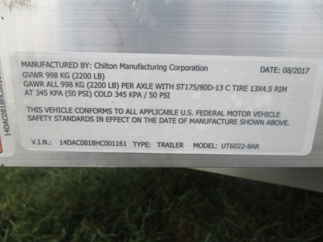 MANUFACTURED BY: Chilton Manufacturing Corporation DATE: 08/2017
GVWR 998 KG (2200 LB)
GAWR ALL 998 KG (2200 LB) PER AXLE WITH ST175/80D-13 C TIRE 13X4.5 RIM
AT 345 KPA (50 PSI) COLD 345 KPA / 50 PSI
THIS VEHICLE CONFORMS TO ALL APPLICABLE U.S. FEDERAL MOTOR VEHICLE
SAFETY STANDARDS IN EFFECT ON THE DATE OF MANUFACTURE SHOWN ABOVE.
V.I.N.: TYPE: TRAILER MODEL: